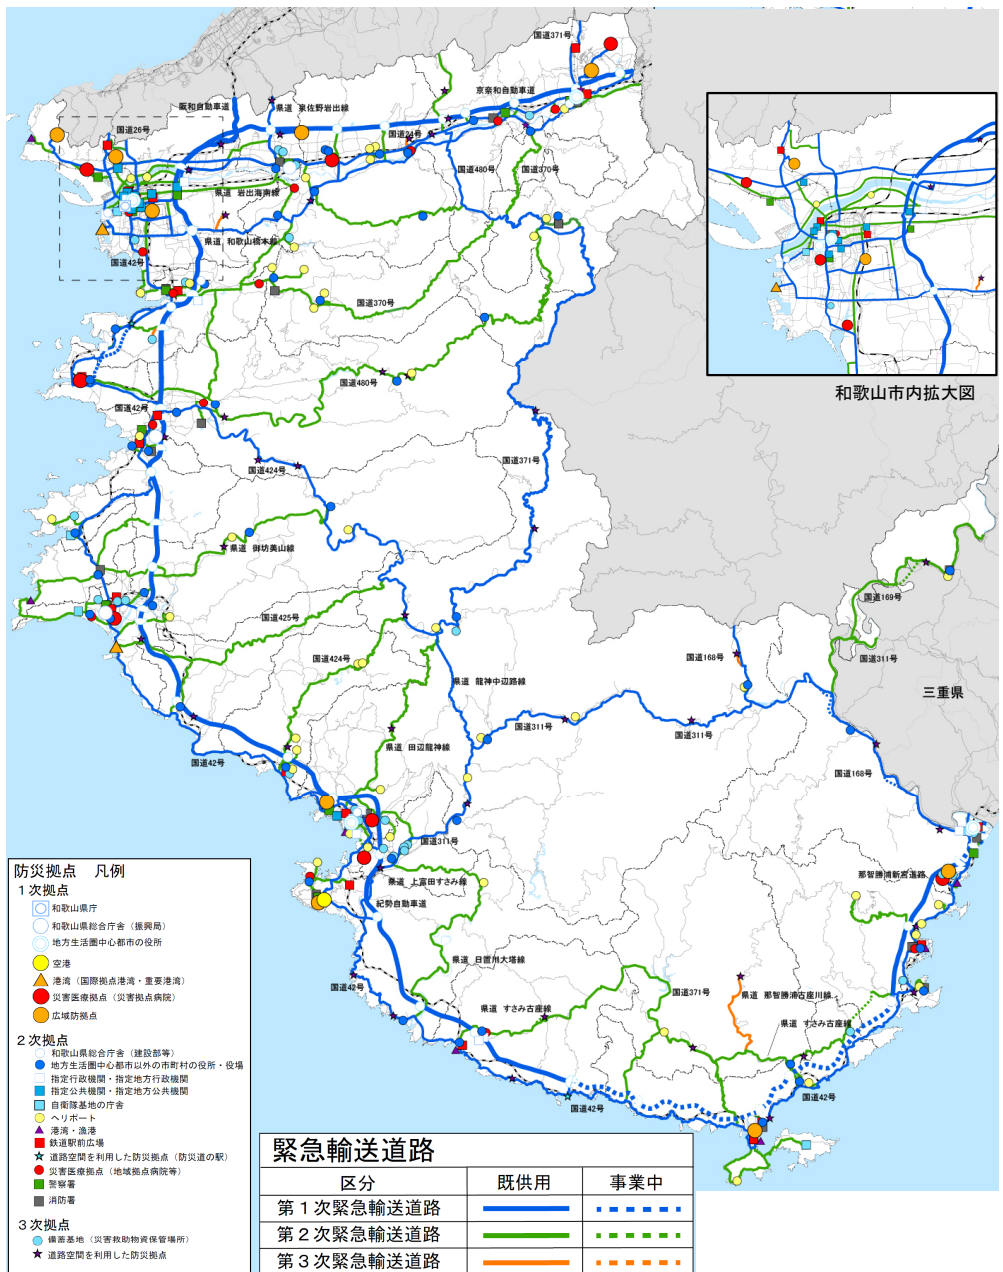 国道371号
京奈和自動車道
阪和自動車道
県道 泉佐野岩出線
国道26号
国道24号
国道480号
国道370号
県道 岩出海南線
県道 和歌山橋本線
国道42号
国道370号
国道480号
国道42号
国道424号
国道371号
県道 御坊美山線
国道425号
国道424号
県道 龍神中辺路線
国道168号
国道169号
国道311号
三重県
国道311号
国道311号
県道 田辺龍神線
国道42号
国道168号
国道311号
県道 上富田すさみ線
紀勢自動車道
那智勝浦新宮道路
県道 日置川大塔線
国道42号
国道371号
県道 那智勝浦古座川線
県道 すさみ古座線
県道 すさみ古座線
国道42号
国道42号
和歌山市内拡大図
防災拠点 凡例
1次拠点
和歌山県庁
和歌山県総合庁舎(振興局)
地方生活圏中心都市の役所
空港
港湾(国際拠点港湾・重要港湾)
災害医療拠点(災害拠点病院)
広域防拠点
2次拠点
和歌山県総合庁舎(建設部等)
地方生活圏中心都市以外の市町村の役所・役場
指定行政機関・指定地方行政機関
指定公共機関・指定地方公共機関
自衛隊基地の庁舎
ヘリポート
港湾・漁港
鉄道駅前広場
道路空間を利用した防災拠点(防災道の駅)
災害医療拠点(地域拠点病院等)
警察署
消防署
3次拠点
備蓄基地(災害救助物資保管場所)
道路空間を利用した防災拠点
緊急輸送道路
区分 既供用 事業中
第1次緊急輸送道路
第2次緊急輸送道路
第3次緊急輸送道路